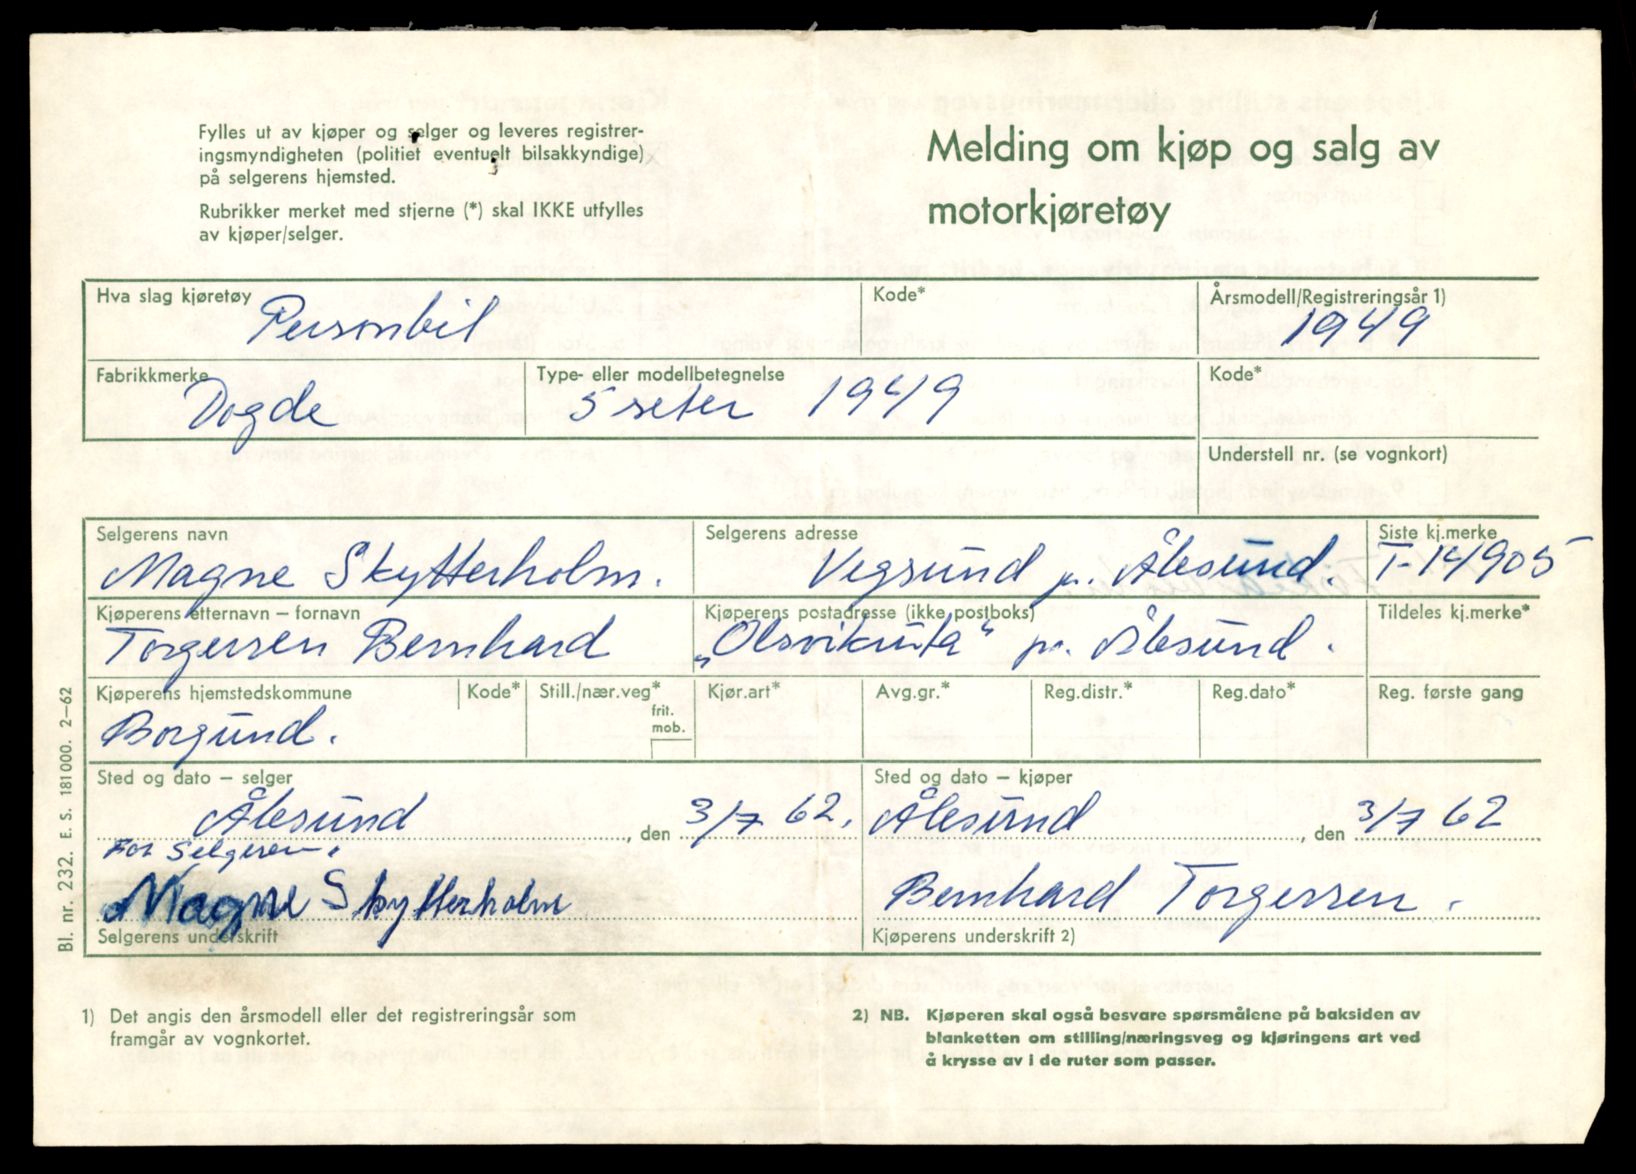 Fylles ut av kjøper og selger og leveres registrer-
ingsmyndigheten (politiet eventuelt bilsakkyndige)
på selgerens hjemsted.
Rubrikker merket med stjerne (*) skal IKKE utfylles
av kjøper/selger.
Melding om kjøp og salg av
motorkjøretøy
Hva slag kjøretøy
Personbil
Kode*
Årsmodell/Registreringsår 1)
1949
Fabrikkmerke
Dogde
Type- eller modellbetegnelse
5 seter 1949
Kode*
Understell nr. (se vognkort)
Selgerens navn
Magne Skytterholm.
Selgerens adresse
Vegsund pr. Ålesund.
Siste kj.merke
T-14905
Kjøperens etternavn – fornavn
Torgersen Bernhard
Kjøperens postadresse (ikke postboks)
„Olsvikusta" pr. Ålesund.
Tildeles kj.merke*
Kjøperens hjemstedskommune
Borgund.
Kode*
Still./nær.veg*
frit.
mob.
Kjør.art*
Avg.gr.*
Reg.distr.*
Reg.dato*
Reg. første gang
Sted og dato – selger
Ålesund, den 3/7 62.
For Selgeren.
Magne Skytterholm
Selgerens underskrift
Sted og dato – kjøper
Ålesund, den 3/7 62
Bernhard Torgersen.
Kjøperens underskrift 2)
1) Det angis den årsmodell eller det registreringsår som
framgår av vognkortet.
2) NB. Kjøperen skal også besvare spørsmålene på baksiden av
blanketten om stilling/næringsveg og kjøringens art ved
å krysse av i de ruter som passer.
Bl. nr. 232. E. S. 181 000. 2–62